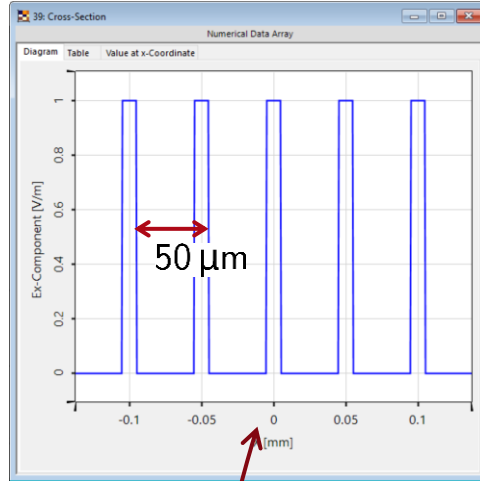 39: Cross-Section
Numerical Data Array
Diagram Table Value at x-Coordinate
Ex-Component [V/m]
1
0.8
0.6
0.4
0.2
0
50 μm
-0.1 -0.05 0 0.05 0.1
[mm]